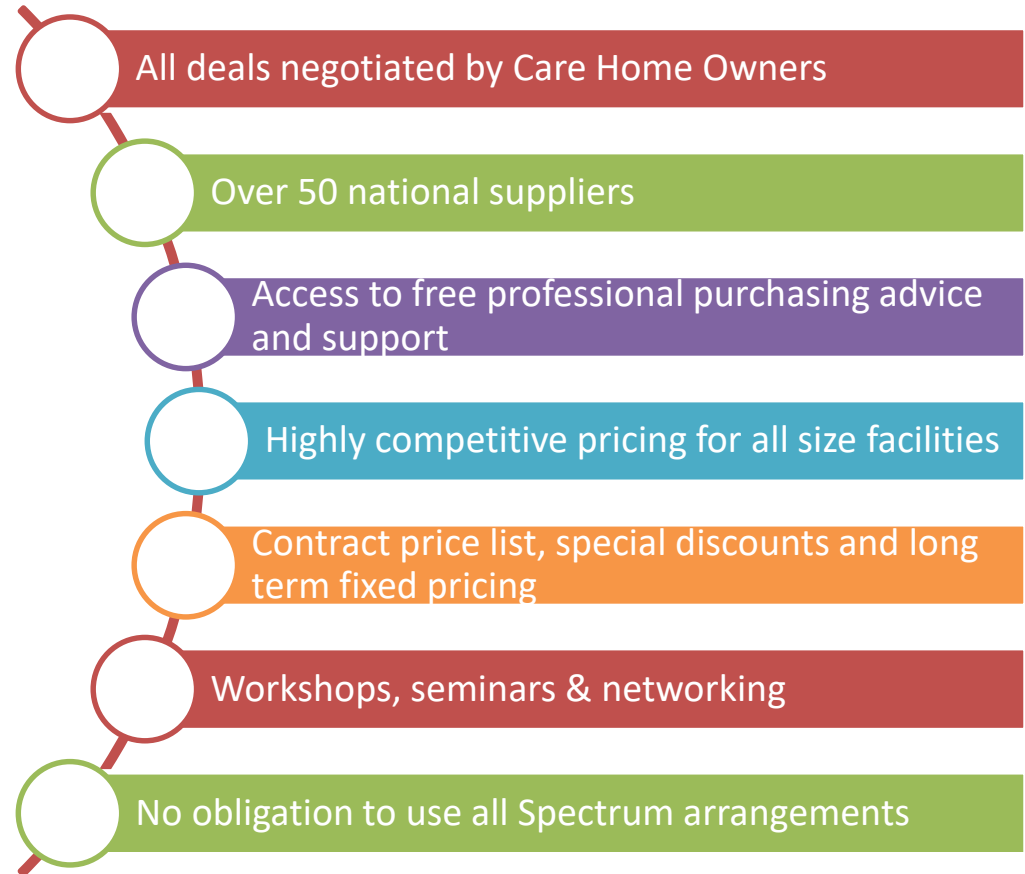 All deals negotiated by Care Home Owners
Over 50 national suppliers
Access to free professional purchasing advice
and support
Highly competitive pricing for all size facilities
Contract price list, special discounts and long
term fixed pricing
Workshops, seminars & networking
No obligation to use all Spectrum arrangements